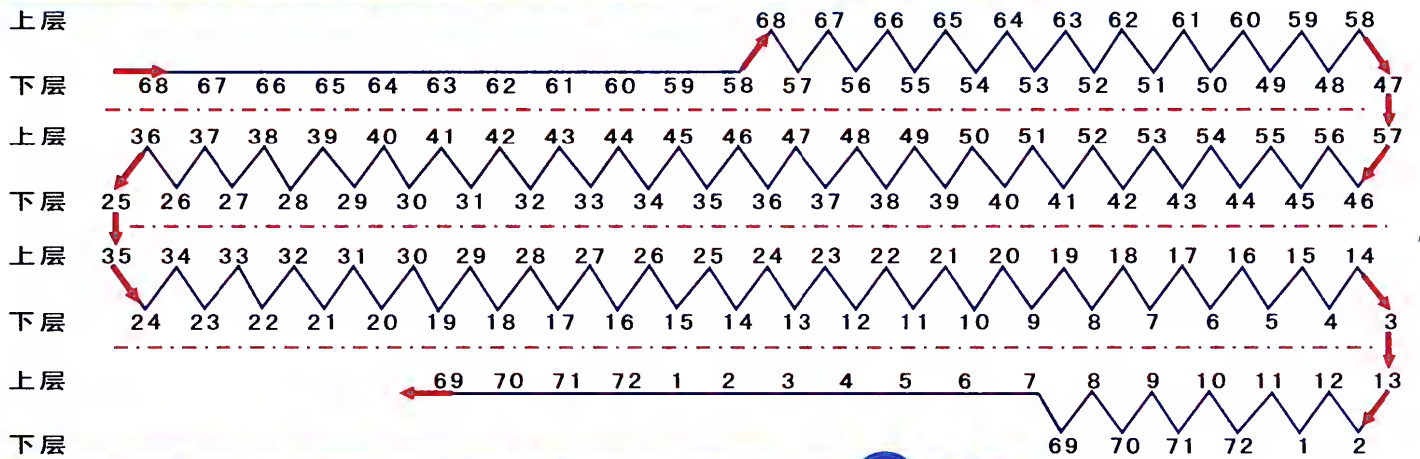 上层 68 67 66 65 64 63 62 61 60 59 58
下层 68 67 66 65 64 63 62 61 60 59 58 57 56 55 54 53 52 51 50 49 48 47
上层 36 37 38 39 40 41 42 43 44 45 46 47 48 49 50 51 52 53 54 55 56 57
下层 25 26 27 28 29 30 31 32 33 34 35 36 37 38 39 40 41 42 43 44 45 46
上层 35 34 33 32 31 30 29 28 27 26 25 24 23 22 21 20 19 18 17 16 15 14
下层 24 23 22 21 20 19 18 17 16 15 14 13 12 11 10 9 8 7 6 5 4 3
上层 69 70 71 72 1 2 3 4 5 6 7 8 9 10 11 12 13
下层 69 70 71 72 1 2